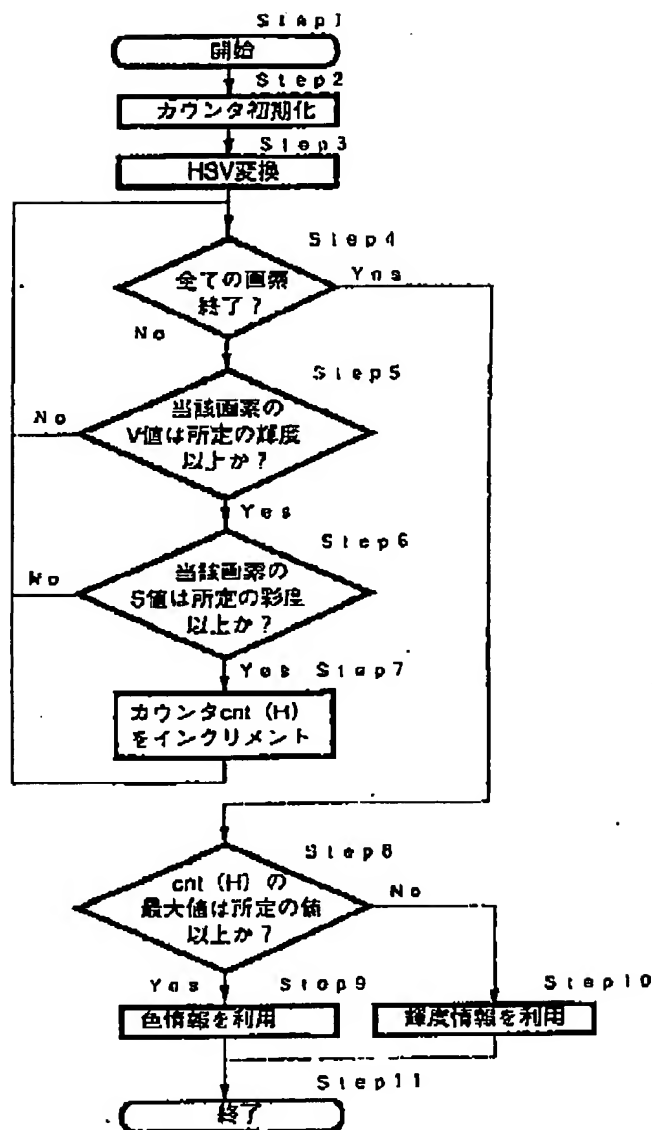 Step1
開始
Step2
カウンタ初期化
Step3
HSV変換
Step4
全ての画素
終了?
Yes
No
Step5
当該画素の
V値は所定の輝度
以上か?
No
Yes
Step6
当該画素の
S値は所定の彩度
以上か?
No
Yes Step7
カウンタcnt (H)
をインクリメント
Step8
cnt (H) の
最大値は所定の値
以上か?
No
Yes Step9
Step10
色情報を利用
輝度情報を利用
Step11
終了